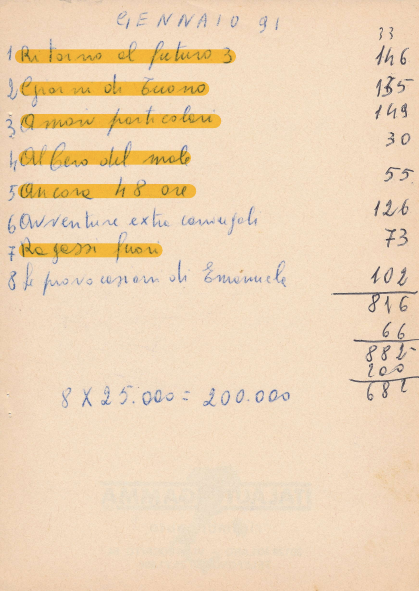 GENNAIO 91
33
1 Ritorno al futuro 3 146
2 Giorni di Tuono 155
3 Amori particolari 149
4 Albero del male 30
5 Ancora 48 ore 55
6 Avventure extra coniugali 126
7 Ragazzi fuori 73
8 Le provocazioni di Emanuele 102
816
66
882
200
682
8 X 25.000 = 200.000